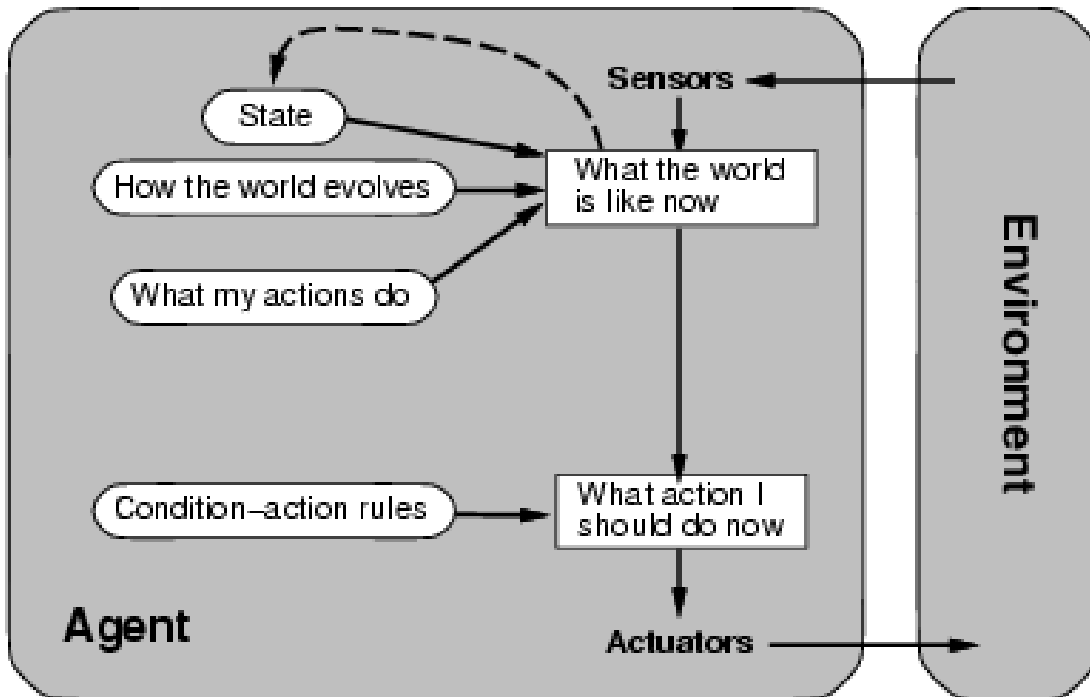 Sensors
State
What the world
is like now
How the world evolves
What my actions do
Environment
Condition–action rules
What action I
should do now
Agent
Actuators